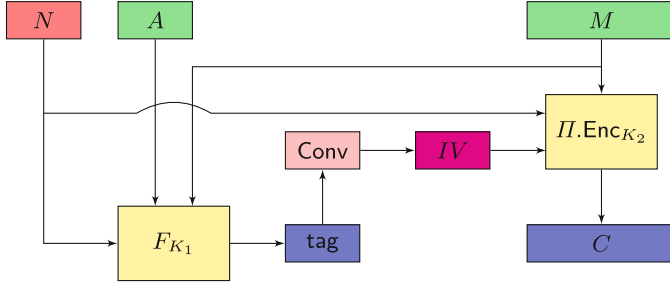 N A M
Π.Enc_{K_2}
Conv IV
F_{K_1} tag C